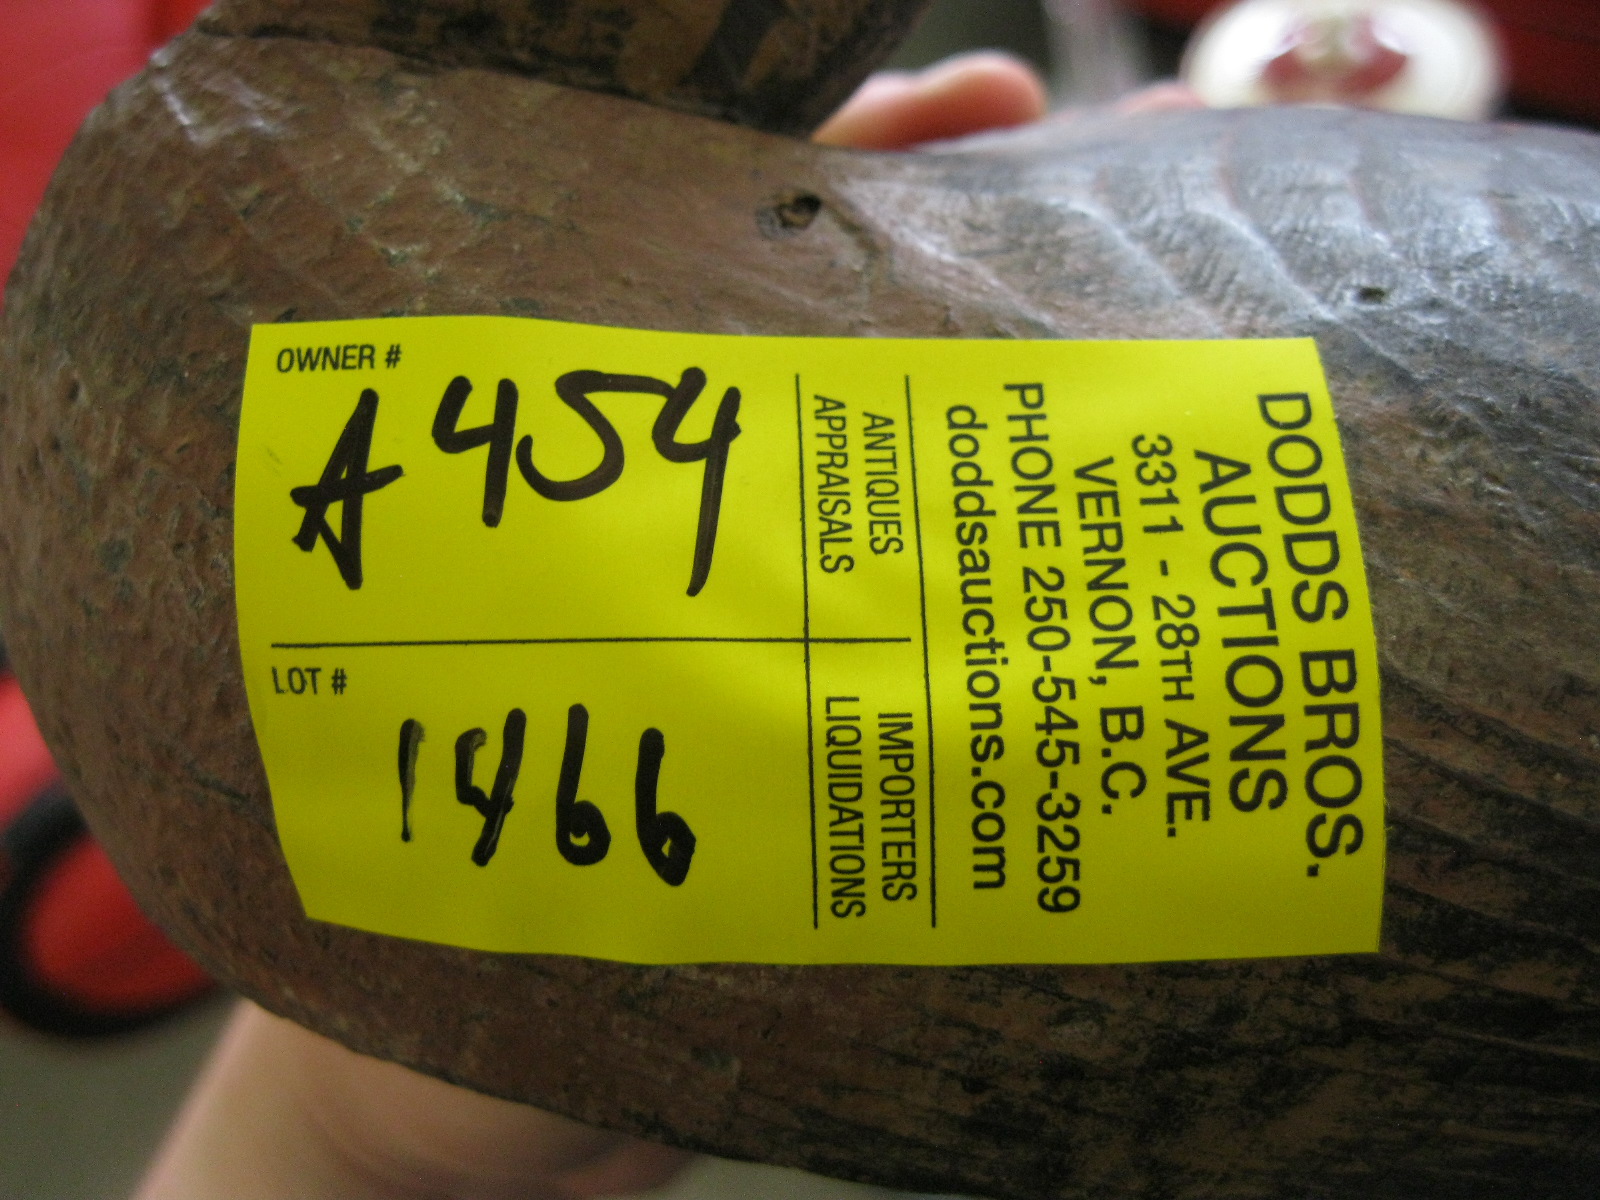 DODDS BROS.
AUCTIONS
3311 - 28TH AVE.
VERNON, B.C.
PHONE 250-545-3259
doddsauctions.com
ANTIQUES
APPRAISALS
IMPORTERS
LIQUIDATIONS
OWNER #
A454
LOT #
1466